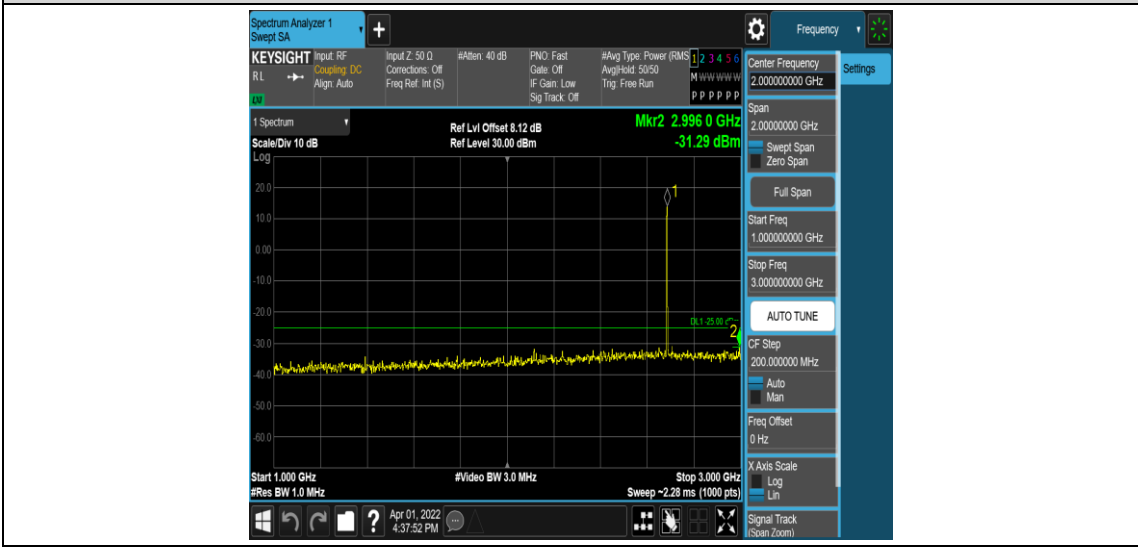 Spectrum Analyzer 1
Swept SA
+
Frequency
KEYSIGHT
RL
Input: RF
Coupling: DC
Align: Auto
Input Z: 50 Ω
Corrections: Off
Freq Ref: Int (S)
#Atten: 40 dB
PNO: Fast
Gate: Off
IF Gain: Low
Sig Track: Off
#Avg Type: Power (RMS
Avg|Hold: 50/50
Trig: Free Run
1 2 3 4 5 6
M W W W W W
P P P P P P
Center Frequency
2.000000000 GHz
Settings
Span
2.00000000 GHz
Swept Span
Zero Span
Full Span
Start Freq
1.000000000 GHz
Stop Freq
3.000000000 GHz
AUTO TUNE
CF Step
200.000000 MHz
Auto
Man
Freq Offset
0 Hz
X Axis Scale
Log
Lin
Signal Track
(Span Zoom)
1 Spectrum
Scale/Div 10 dB
Log
Ref Lvl Offset 8.12 dB
Ref Level 30.00 dBm
Mkr2 2.996 0 GHz
-31.29 dBm
20.0
10.0
0.00
-10.0
-20.0
-30.0
-40.0
-50.0
-60.0
1
DL1 -25.00
2
Start 1.000 GHz
#Res BW 1.0 MHz
#Video BW 3.0 MHz
Stop 3.000 GHz
Sweep ~2.28 ms (1000 pts)
?
Apr 01, 2022
4:37:52 PM